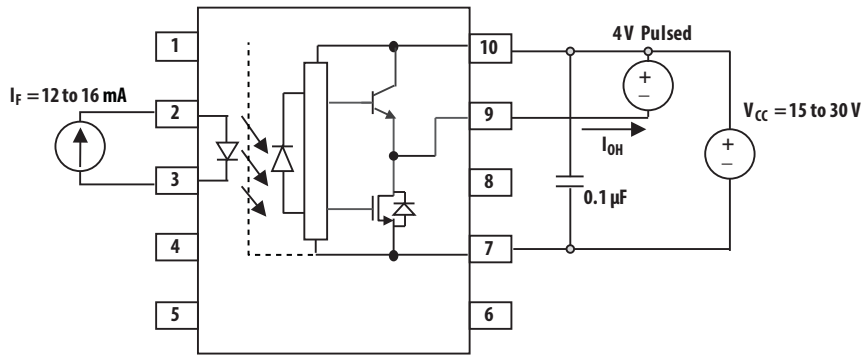 4V Pulsed
1
10
I_F = 12 to 16 mA
2
9
V_CC = 15 to 30 V
+
–
+
–
I_OH
3
8
0.1 µF
4
7
5
6